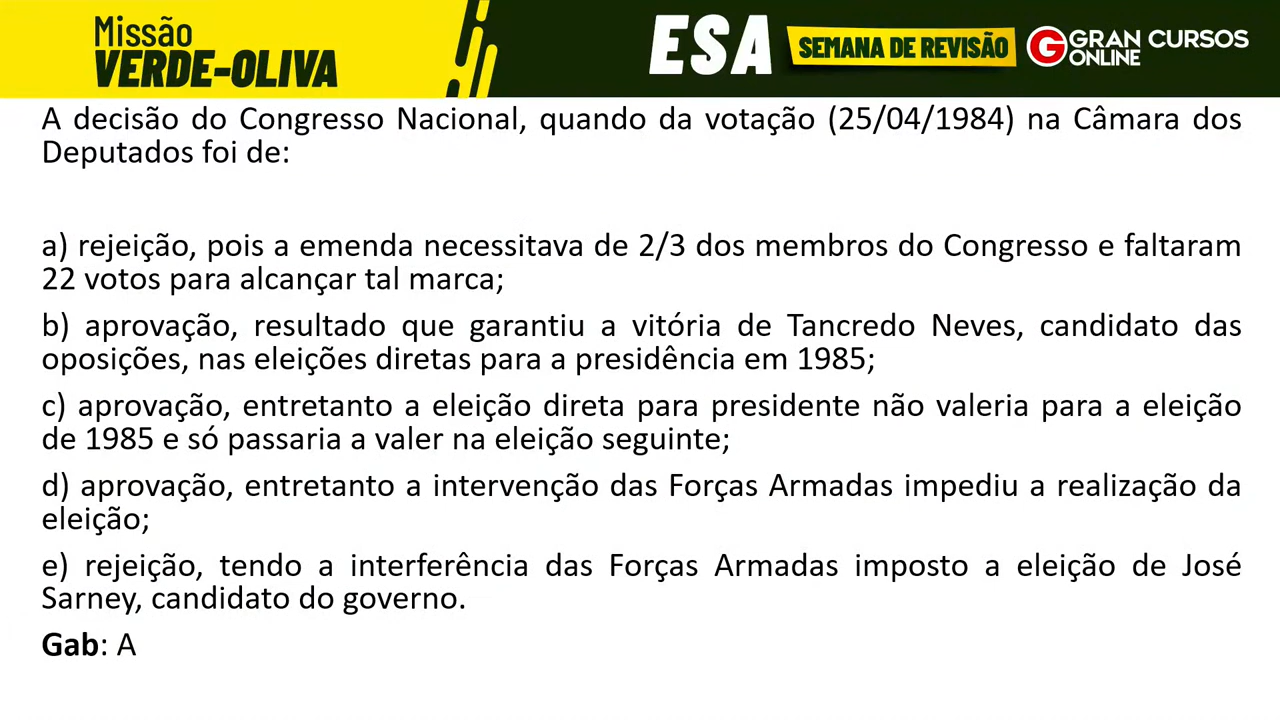 Missão
VERDE-OLIVA
ESA
SEMANA DE REVISÃO
G GRAN CURSOS
ONLINE
A decisão do Congresso Nacional, quando da votação (25/04/1984) na Câmara dos
Deputados foi de:
a) rejeição, pois a emenda necessitava de 2/3 dos membros do Congresso e faltaram
22 votos para alcançar tal marca;
b) aprovação, resultado que garantiu a vitória de Tancredo Neves, candidato das
oposições, nas eleições diretas para a presidência em 1985;
c) aprovação, entretanto a eleição direta para presidente não valeria para a eleição
de 1985 e só passaria a valer na eleição seguinte;
d) aprovação, entretanto a intervenção das Forças Armadas impediu a realização da
eleição;
e) rejeição, tendo a interferência das Forças Armadas imposto a eleição de José
Sarney, candidato do governo.
Gab: A